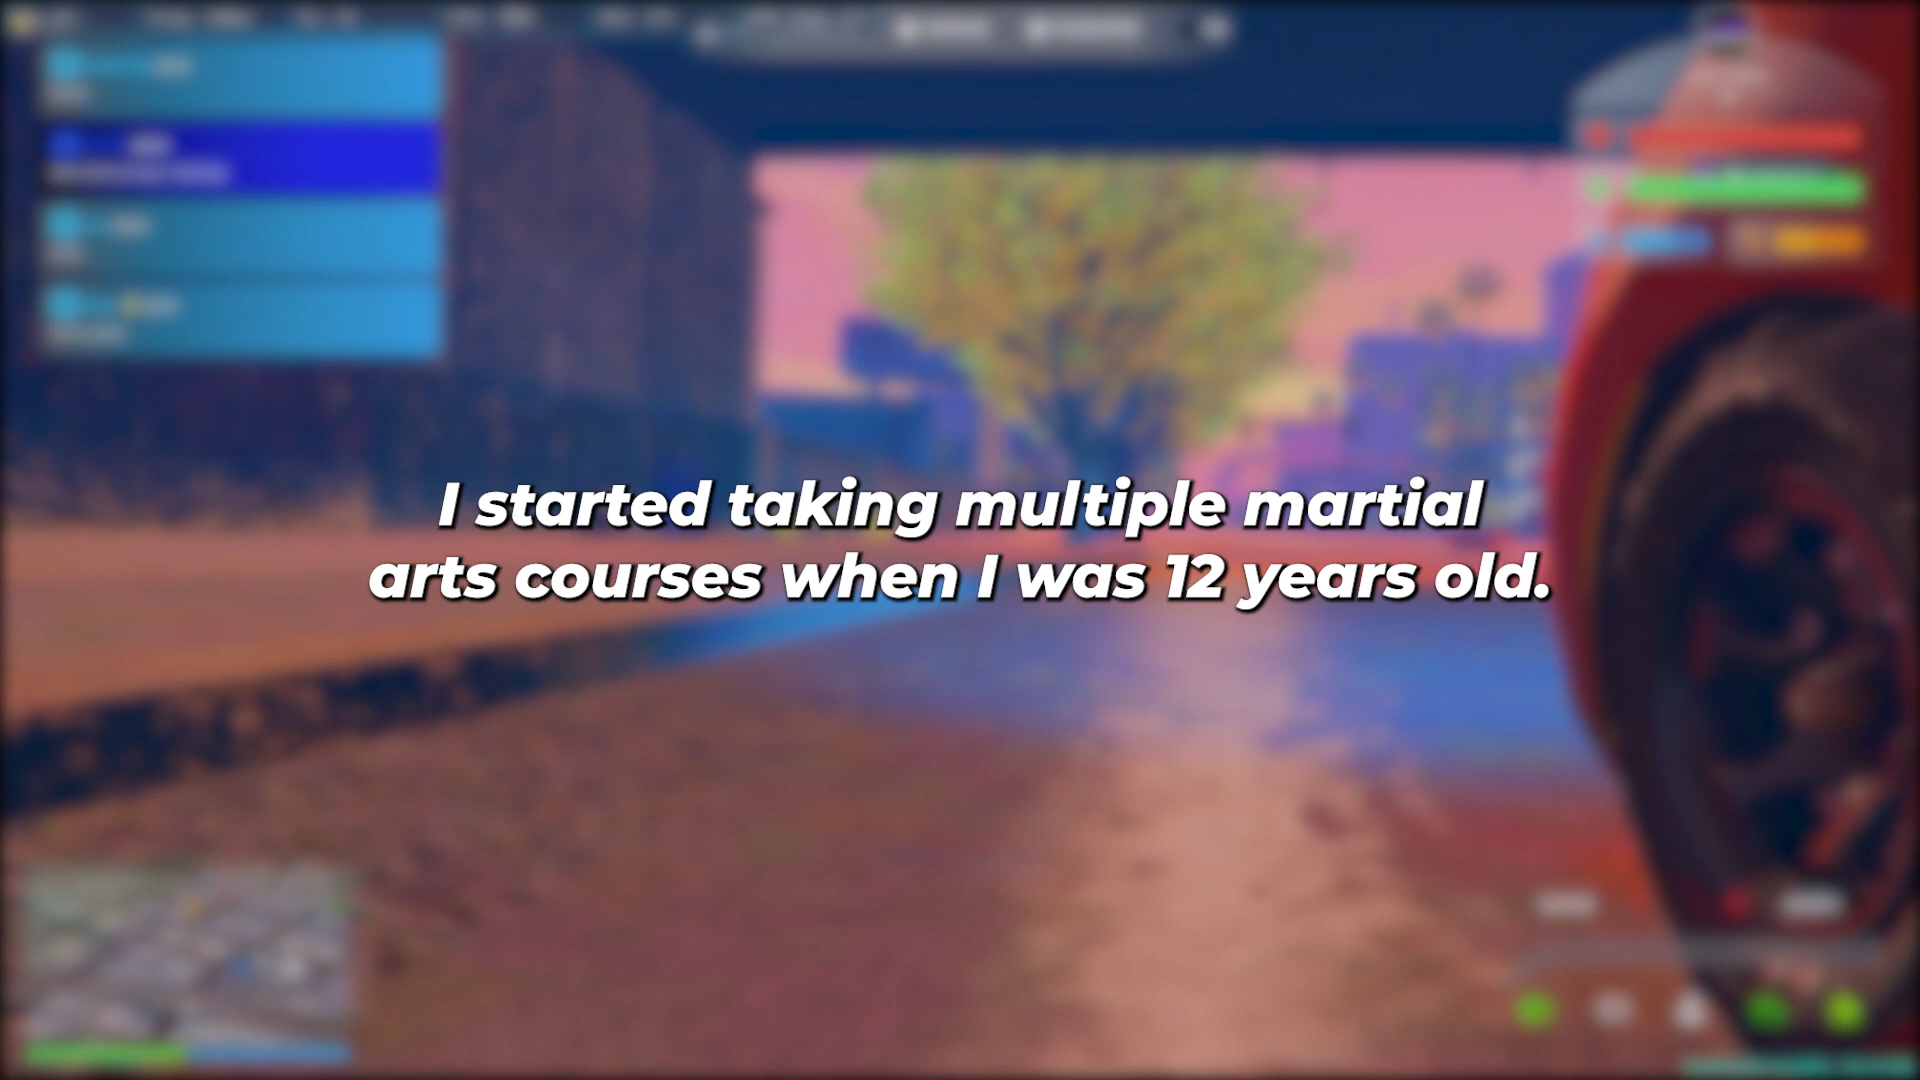 I started taking multiple martial
arts courses when I was 12 years old.